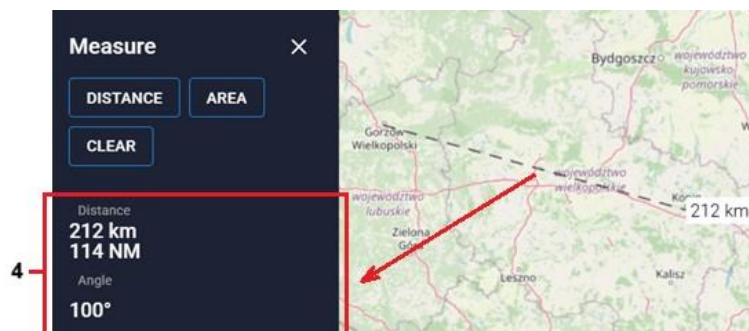 Measure
DISTANCE
AREA
CLEAR
Distance
212 km
114 NM
Angle
100°
4
Bydgoszcz
województwo
kujawsko
pomorskie
Gorzów
Wielkopolski
województwo
wielkopolskie
województwo
lubuskie
212 km
Zielona
Góra
Leszno
Kalisz